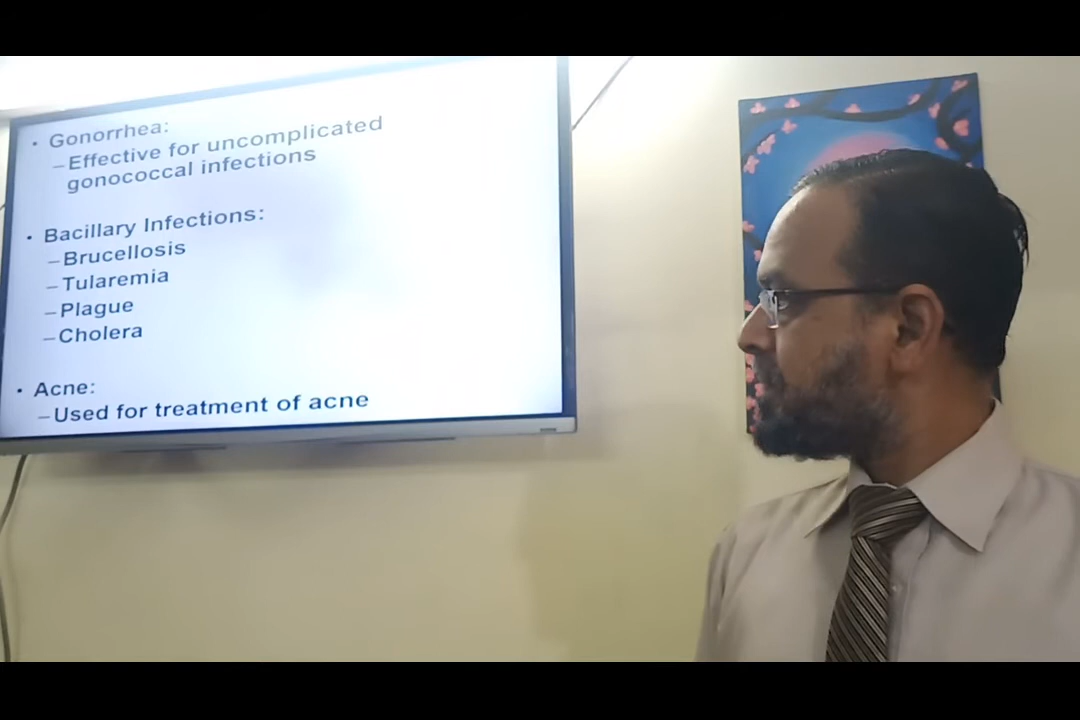 • Gonorrhea:
–Effective for uncomplicated
gonococcal infections
• Bacillary Infections:
–Brucellosis
–Tularemia
–Plague
–Cholera
• Acne:
–Used for treatment of acne